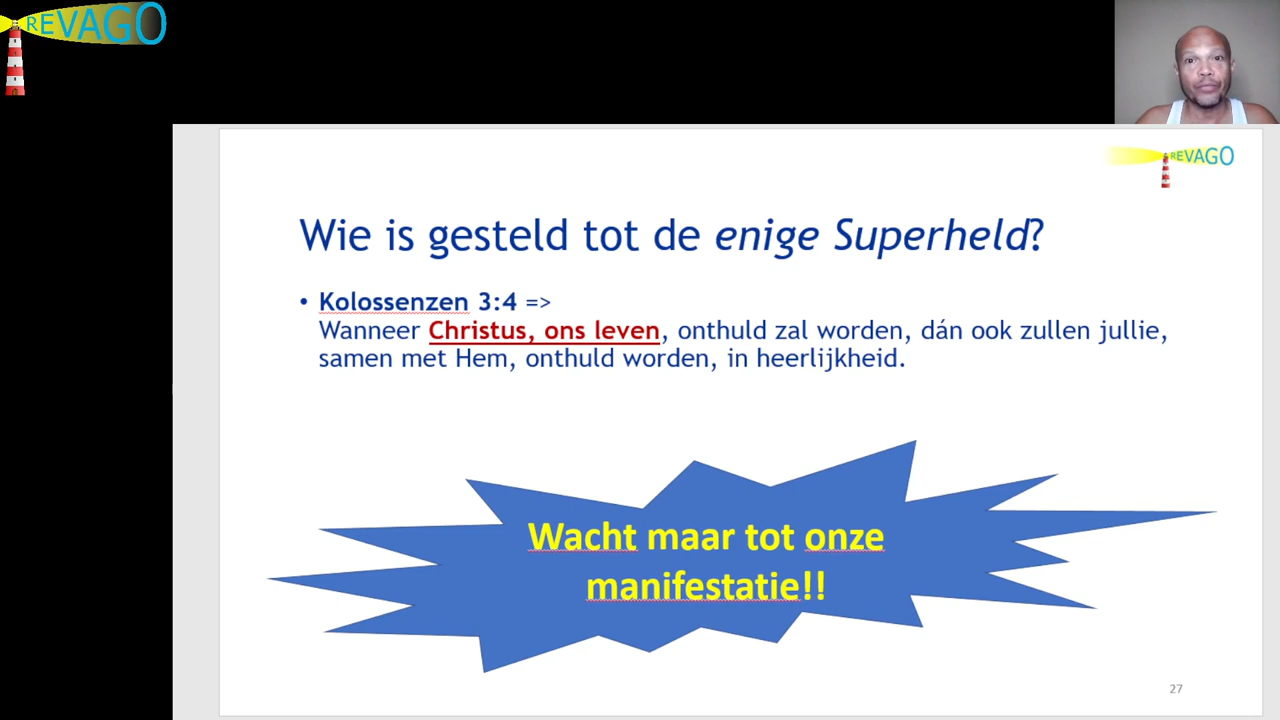 REVAGO
REVAGO
Wie is gesteld tot de enige Superheld?
• Kolossenzen 3:4 =>
Wanneer Christus, ons leven, onthuld zal worden, dán ook zullen jullie,
samen met Hem, onthuld worden, in heerlijkheid.
Wacht maar tot onze
manifestatie!!
27